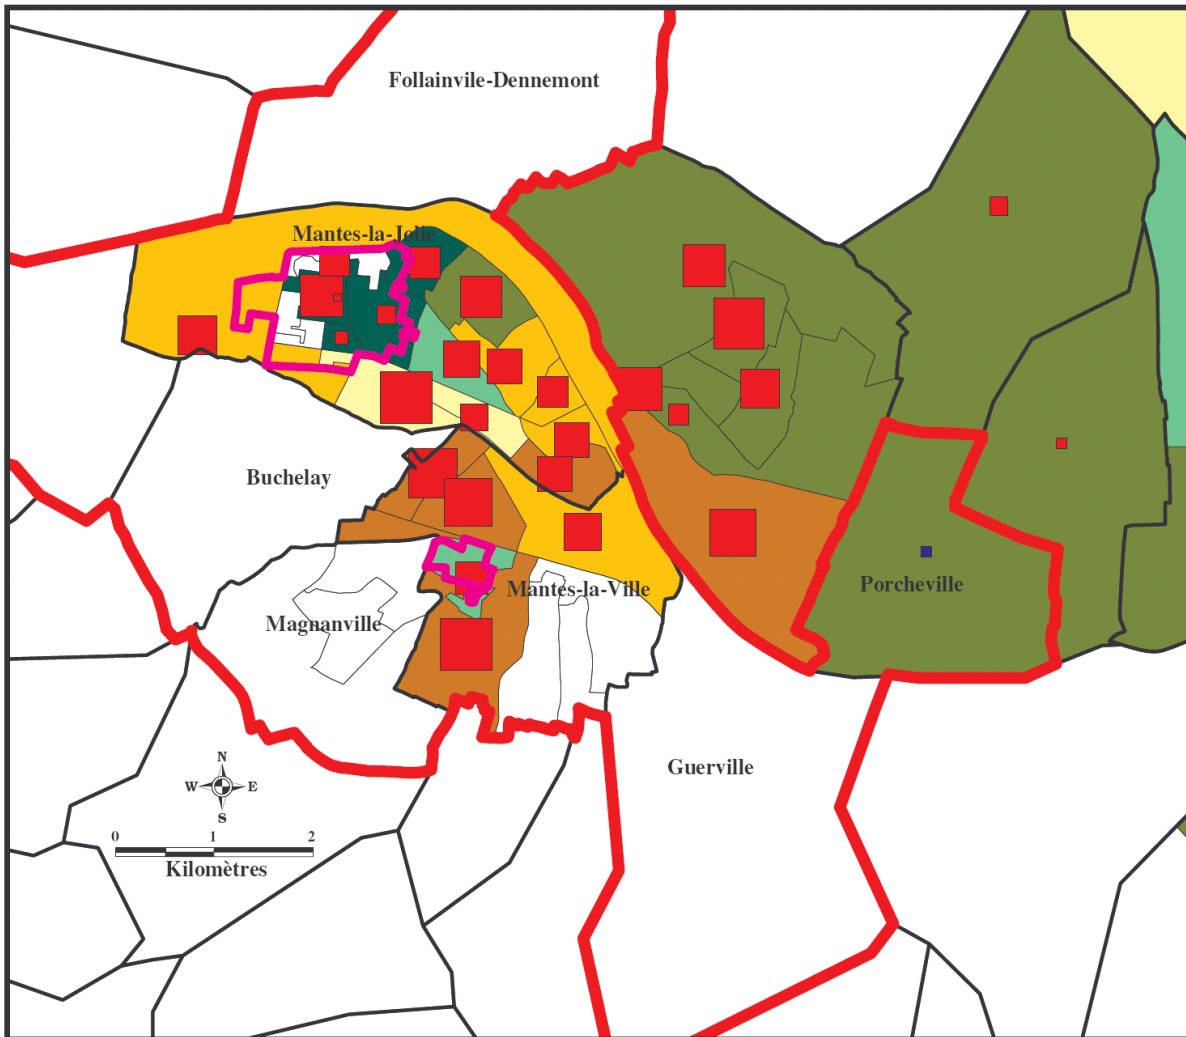 Follainvile-Dennemont
Mantes-la-Jolie
Buchelay
Porcheville
Mantes-la-Ville
Magnanville
Guerville
N
W E
S
0 1 2
Kilomètres